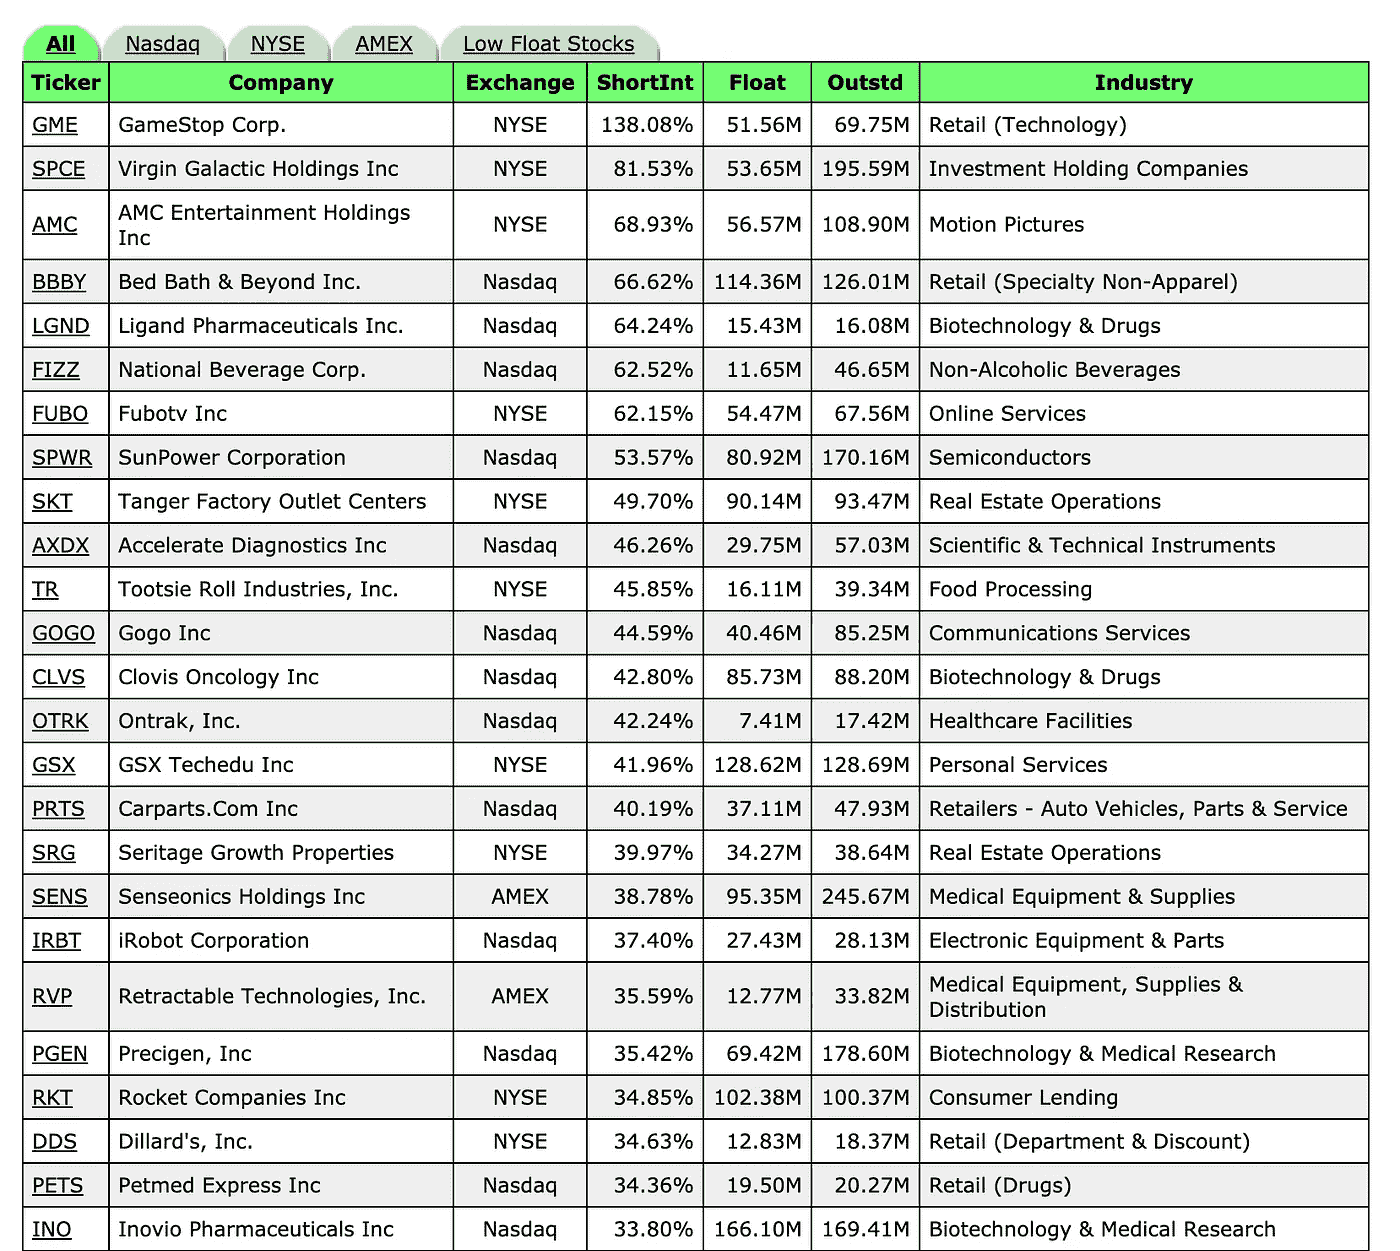 All Nasdaq NYSE AMEX Low Float Stocks
Ticker Company Exchange ShortInt Float Outstd Industry
GME GameStop Corp. NYSE 138.08% 51.56M 69.75M Retail (Technology)
SPCE Virgin Galactic Holdings Inc NYSE 81.53% 53.65M 195.59M Investment Holding Companies
AMC AMC Entertainment Holdings
Inc NYSE 68.93% 56.57M 108.90M Motion Pictures
BBBY Bed Bath & Beyond Inc. Nasdaq 66.62% 114.36M 126.01M Retail (Specialty Non-Apparel)
LGND Ligand Pharmaceuticals Inc. Nasdaq 64.24% 15.43M 16.08M Biotechnology & Drugs
FIZZ National Beverage Corp. Nasdaq 62.52% 11.65M 46.65M Non-Alcoholic Beverages
FUBO Fubotv Inc NYSE 62.15% 54.47M 67.56M Online Services
SPWR SunPower Corporation Nasdaq 53.57% 80.92M 170.16M Semiconductors
SKT Tanger Factory Outlet Centers NYSE 49.70% 90.14M 93.47M Real Estate Operations
AXDX Accelerate Diagnostics Inc Nasdaq 46.26% 29.75M 57.03M Scientific & Technical Instruments
TR Tootsie Roll Industries, Inc. NYSE 45.85% 16.11M 39.34M Food Processing
GOGO Gogo Inc Nasdaq 44.59% 40.46M 85.25M Communications Services
CLVS Clovis Oncology Inc Nasdaq 42.80% 85.73M 88.20M Biotechnology & Drugs
OTRK Ontrak, Inc. Nasdaq 42.24% 7.41M 17.42M Healthcare Facilities
GSX GSX Techedu Inc NYSE 41.96% 128.62M 128.69M Personal Services
PRTS Carparts.Com Inc Nasdaq 40.19% 37.11M 47.93M Retailers - Auto Vehicles, Parts & Service
SRG Seritage Growth Properties NYSE 39.97% 34.27M 38.64M Real Estate Operations
SENS Senseonics Holdings Inc AMEX 38.78% 95.35M 245.67M Medical Equipment & Supplies
IRBT iRobot Corporation Nasdaq 37.40% 27.43M 28.13M Electronic Equipment & Parts
RVP Retractable Technologies, Inc. AMEX 35.59% 12.77M 33.82M Medical Equipment, Supplies &
Distribution
PGEN Precigen, Inc Nasdaq 35.42% 69.42M 178.60M Biotechnology & Medical Research
RKT Rocket Companies Inc NYSE 34.85% 102.38M 100.37M Consumer Lending
DDS Dillard's, Inc. NYSE 34.63% 12.83M 18.37M Retail (Department & Discount)
PETS Petmed Express Inc Nasdaq 34.36% 19.50M 20.27M Retail (Drugs)
INO Inovio Pharmaceuticals Inc Nasdaq 33.80% 166.10M 169.41M Biotechnology & Medical Research